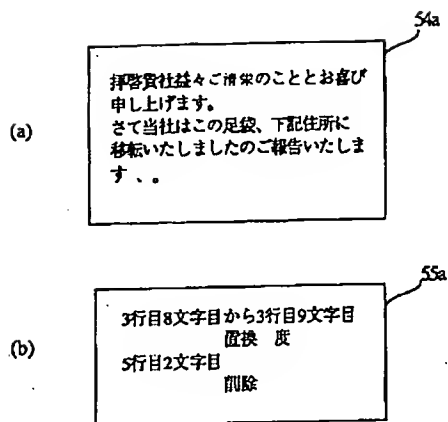 54a
(a)
拝啓貴社益々ご清栄のこととお喜び
申し上げます。
さて当社はこの足袋、下記住所に
移転いたしましたのご報告いたしま
す、。
55a
(b)
3行目8文字目から3行目9文字目
置換 度
5行目2文字目
削除